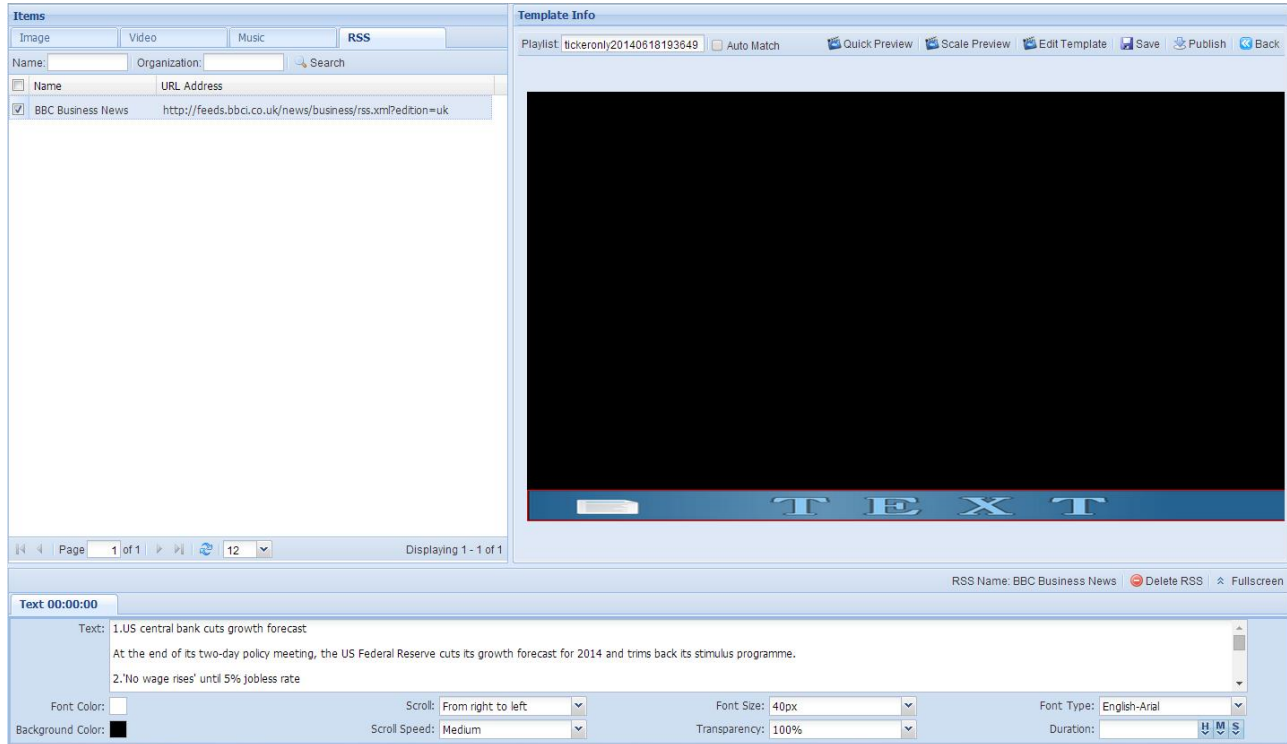 Items
Image Video Music RSS
Name: Organization: Search
Name URL Address
BBC Business News http://feeds.bbci.co.uk/news/business/rss.xml?edition=uk
Page 1 of 1 12 Displaying 1 - 1 of 1
Template Info
Playlist: tickeronly20140618193649 Auto Match Quick Preview Scale Preview Edit Template Save Publish Back
TEXT
RSS Name: BBC Business News Delete RSS Fullscreen
Text 00:00:00
Text: 1.US central bank cuts growth forecast
At the end of its two-day policy meeting, the US Federal Reserve cuts its growth forecast for 2014 and trims back its stimulus programme.
2.'No wage rises' until 5% jobless rate
Font Color: Scroll: From right to left Font Size: 40px Font Type: English-Arial
Background Color: Scroll Speed: Medium Transparency: 100% Duration: H M S